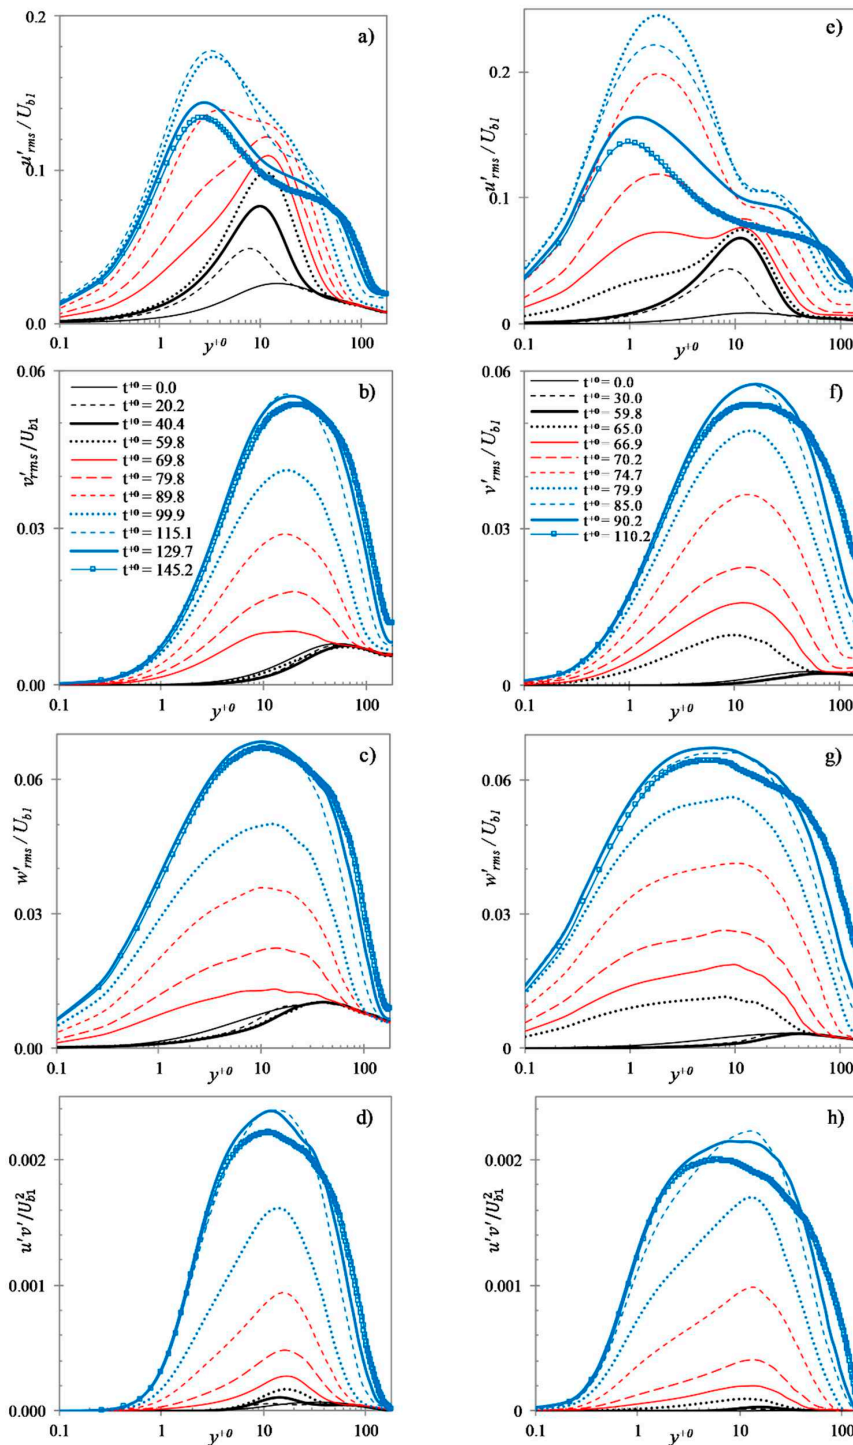 a)
0.2
0.1
0.0
u'rms / Ub1
0.1 1 10 100
y+0
e)
0.2
0.1
0
u'rms / Ub1
0.1 1 10 100
y+0
b)
0.06
0.03
0.00
v'rms / Ub1
t+0 = 0.0
t+0 = 20.2
t+0 = 40.4
t+0 = 59.8
t+0 = 69.8
t+0 = 79.8
t+0 = 89.8
t+0 = 99.9
t+0 = 115.1
t+0 = 129.7
t+0 = 145.2
0.1 1 10 100
y+0
f)
0.06
0.03
0
v'rms / Ub1
t+0 = 0.0
t+0 = 30.0
t+0 = 59.8
t+0 = 65.0
t+0 = 66.9
t+0 = 70.2
t+0 = 74.7
t+0 = 79.9
t+0 = 85.0
t+0 = 90.2
t+0 = 110.2
0.1 1 10 100
y+0
c)
0.06
0.03
0.00
w'rms / Ub1
0.1 1 10 100
y+0
g)
0.06
0.03
0
w'rms / Ub1
0.1 1 10 100
y+0
d)
0.002
0.001
0.000
u'v'/U²b1
0.1 1 10 100
y+0
h)
0.002
0.001
0
u'v'/U²b1
0.1 1 10 100
y+0